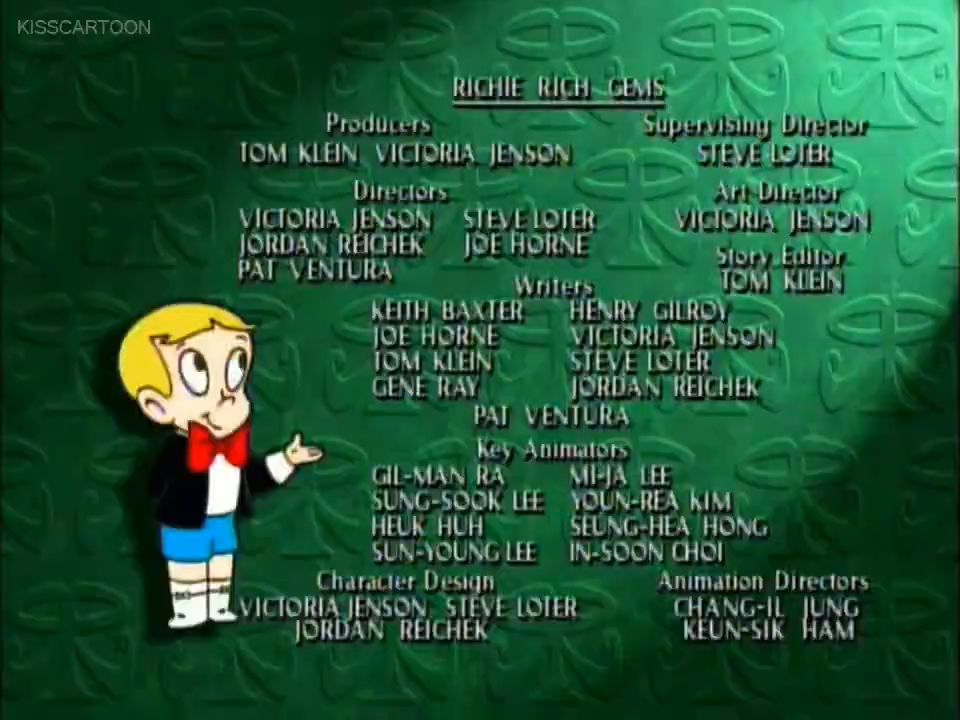 KISSCARTOON
RICHIE RICH GEMS
Producers
TOM KLEIN VICTORIA JENSON
Supervising Director
STEVE LOTER
Directors
VICTORIA JENSON STEVE LOTER
JORDAN REICHEK JOE HORNE
PAT VENTURA
Art Director
VICTORIA JENSON
Story Editor
TOM KLEIN
Writers
KEITH BAXTER HENRY GILROY
JOE HORNE VICTORIA JENSON
TOM KLEIN STEVE LOTER
GENE RAY JORDAN REICHEK
PAT VENTURA
Key Animators
GIL-MAN RA MI-JA LEE
SUNG-SOOK LEE YOUN-REA KIM
HEUK HUH SEUNG-HEA HONG
SUN-YOUNG LEE IN-SOON CHOI
Character Design
VICTORIA JENSON STEVE LOTER
JORDAN REICHEK
Animation Directors
CHANG-IL JUNG
KEUN-SIK HAM